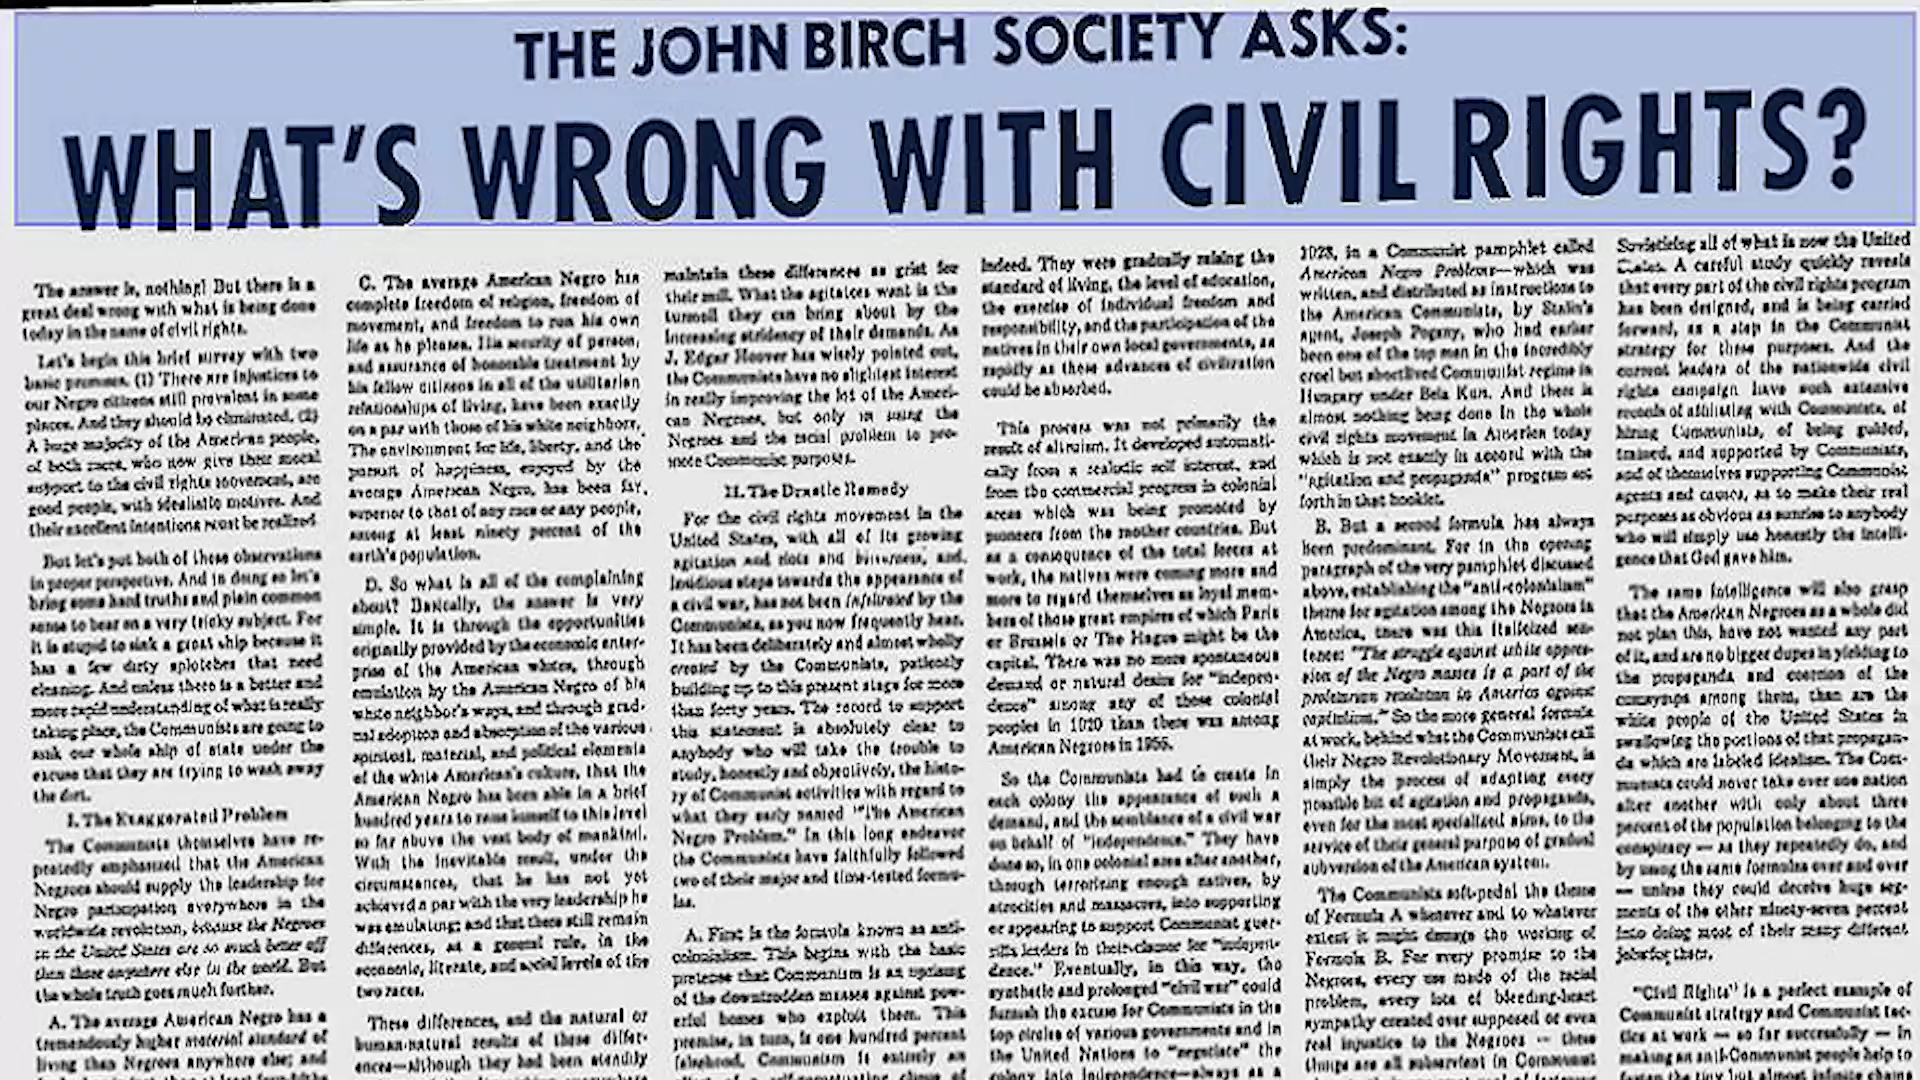 THE JOHN BIRCH SOCIETY ASKS:
WHAT'S WRONG WITH CIVIL RIGHTS?
The answer is, nothing! But there is a
great deal wrong with what is being done
today in the name of civil rights.
Let's begin this brief survey with two
basic premises. (1) There are injustices to
our Negro citizens still prevalent in some
places. And they should be eliminated. (2)
A huge majority of the American people,
of both races, who now give their moral
support to the civil rights movement, are
good people, with idealistic motives. And
their excellent intentions must be realized.
But let's put both of these observations
in proper perspective. And in doing so let's
bring some hard truths and plain common
sense to bear on a very tricky subject. For
it is stupid to sink a great ship because it
has a few dirty splotches that need
cleaning. And unless there is a better and
more rapid understanding of what is really
taking place, the Communists are going to
sink our whole ship of state under the
excuse that they are trying to wash away
the dirt.
I. The Exaggerated Problem
The Communists themselves have re-
peatedly emphasized that the American
Negroes should supply the leadership for
Negro participation everywhere in the
worldwide revolution, because the Negroes
in the United States are so much better off
than those anywhere else in the world. But
the whole truth goes much further.
A. The average American Negro has a
tremendously higher material standard of
living than Negroes anywhere else; and
C. The average American Negro has
complete freedom of religion, freedom of
movement, and freedom to run his own
life as he pleases. His security of person,
and assurance of honorable treatment by
his fellow citizens in all of the utilitarian
relationships of living, have been exactly
on a par with those of his white neighbors.
The environment for life, liberty, and the
pursuit of happiness, enjoyed by the
average American Negro, has been far
superior to that of any race or any people,
among at least ninety percent of the
earth's population.
D. So what is all of the complaining
about? Basically, the answer is very
simple. It is through the opportunities
originally provided by the economic enter-
prise of the American whites, through
emulation by the American Negro of his
white neighbor's ways, and through grad-
ual adoption and absorption of the various
spiritual, material, and political elements
of the white American's culture, that the
American Negro has been able in a brief
hundred years to raise himself to this level
so far above the vast body of mankind.
With the inevitable result, under the
circumstances, that he has not yet
achieved a par with the very leadership he
was emulating; and that there still remain
differences, as a general rule, in the
economic, literate, and social levels of the
two races.
These differences, and the natural or
human-natural results of these differ-
ences—although they had been steadily
maintain these differences as grist for
their mill. What the agitators want is the
turmoil they can bring about by the
increasing stridency of their demands. As
J. Edgar Hoover has wisely pointed out,
the Communists have no slightest interest
in really improving the lot of the Ameri-
can Negroes, but only in using the
Negroes and the racial problem to pro-
mote Communist purposes.
II. The Drastic Remedy
For the civil rights movement in the
United States, with all of its growing
agitation and riots and bitterness, and
insidious steps towards the appearance of
a civil war, has not been infiltrated by the
Communists, as you now frequently hear.
It has been deliberately and almost wholly
created by the Communists, patiently
building up to this present stage for more
than forty years. The record to support
this statement is absolutely clear to
anybody who will take the trouble to
study, honestly and objectively, the histo-
ry of Communist activities with regard to
what they early named "The American
Negro Problem." In this long endeavor
the Communists have faithfully followed
two of their major and time-tested formu-
las.
A. First is the formula known as anti-
colonialism. This begins with the basic
pretense that Communism is an uprising
of the downtrodden masses against pow-
erful bosses who exploit them. This
premise, in turn, is one hundred percent
falsehood. Communism is entirely an
indeed. They were gradually raising the
standard of living, the level of education,
the exercise of individual freedom and
responsibility, and the participation of the
natives in their own local governments, as
rapidly as these advances of civilization
could be absorbed.
This process was not primarily the
result of altruism. It developed automati-
cally from a realistic self interest, and
from the commercial progress in colonial
areas which was being promoted by
pioneers from the mother countries. But
as a consequence of the total forces at
work, the natives were coming more and
more to regard themselves as loyal mem-
bers of those great empires of which Paris
or Brussels or The Hague might be the
capital. There was no more spontaneous
demand or natural desire for "indepen-
dence" among any of those colonial
peoples in 1920 than there was among
American Negroes in 1955.
So the Communists had to create in
each colony the appearance of such a
demand, and the semblance of a civil war
on behalf of "independence." They have
done so, in one colonial area after another,
through terrorizing enough natives, by
atrocities and massacres, into supporting
or appearing to support Communist guer-
rilla leaders in their clamor for "indepen-
dence." Eventually, in this way, the
synthetic and prolonged "civil war" could
furnish the excuse for Communists in the
top circles of various governments and in
the United Nations to "negotiate" the
colony into independence—always as a
1928, in a Communist pamphlet called
American Negro Problems—which was
written, and distributed as instructions to
the American Communists, by Stalin's
agent, Joseph Pogany, who had earlier
been one of the top men in the incredibly
cruel but abortived Communist regime in
Hungary under Bela Kun. And there is
almost nothing being done in the whole
civil rights movement in America today
which is not exactly in accord with the
"agitation and propaganda" program set
forth in that booklet.
B. But a second formula has always
been predominant. For in the opening
paragraph of the very pamphlet discussed
above, establishing the "anti-colonialism"
theme for agitation among the Negroes in
America, there was this italicized sen-
tence: "The struggle against white oppres-
sion of the Negro masses is a part of the
proletarian revolution in America against
capitalism." So the more general formula
at work, behind what the Communists call
their Negro Revolutionary Movement, is
simply the process of adapting every
possible bit of agitation and propaganda,
even for the most specialized aims, to the
service of their general purpose of gradual
subversion of the American system.
The Communists soft-pedal the theme
of Formula A whenever and to whatever
extent it might damage the working of
Formula B. For every promise to the
Negroes, every use made of the racial
problem, every lots of bleeding-heart
sympathy created over supposed or even
real injustice to the Negroes — these
things are all subservient in Communist
Sovietizing all of what is now the United
States. A careful study quickly reveals
that every part of the civil rights program
has been designed, and is being carried
forward, as a step in the Communist
strategy for these purposes. And the
current leaders of the nationwide civil
rights campaign have such extensive
records of affiliating with Communists, of
hiring Communists, of being guided,
trained, and supported by Communists,
and of themselves supporting Communist
agents and causes, as to make their real
purposes as obvious as sunrise to anybody
who will simply use honestly the intelli-
gence that God gave him.
The same intelligence will also grasp
that the American Negroes as a whole did
not plan this, have not wanted any part
of it, and are no bigger dupes in yielding to
the propaganda and coercion of the
comsymps among them, than are the
white people of the United States in
swallowing the portions of that propagan-
da which are labeled idealism. The Com-
munists could never take over one nation
after another with only about three
percent of the population belonging to the
conspiracy — as they repeatedly do, and
by using the same formulas over and over
— unless they could deceive huge seg-
ments of the other ninety-seven percent
into doing most of their many different
jobs for them.
"Civil Rights" is a perfect example of
Communist strategy and Communist tac-
tics at work — so far successfully — in
making an anti-Communist people help to